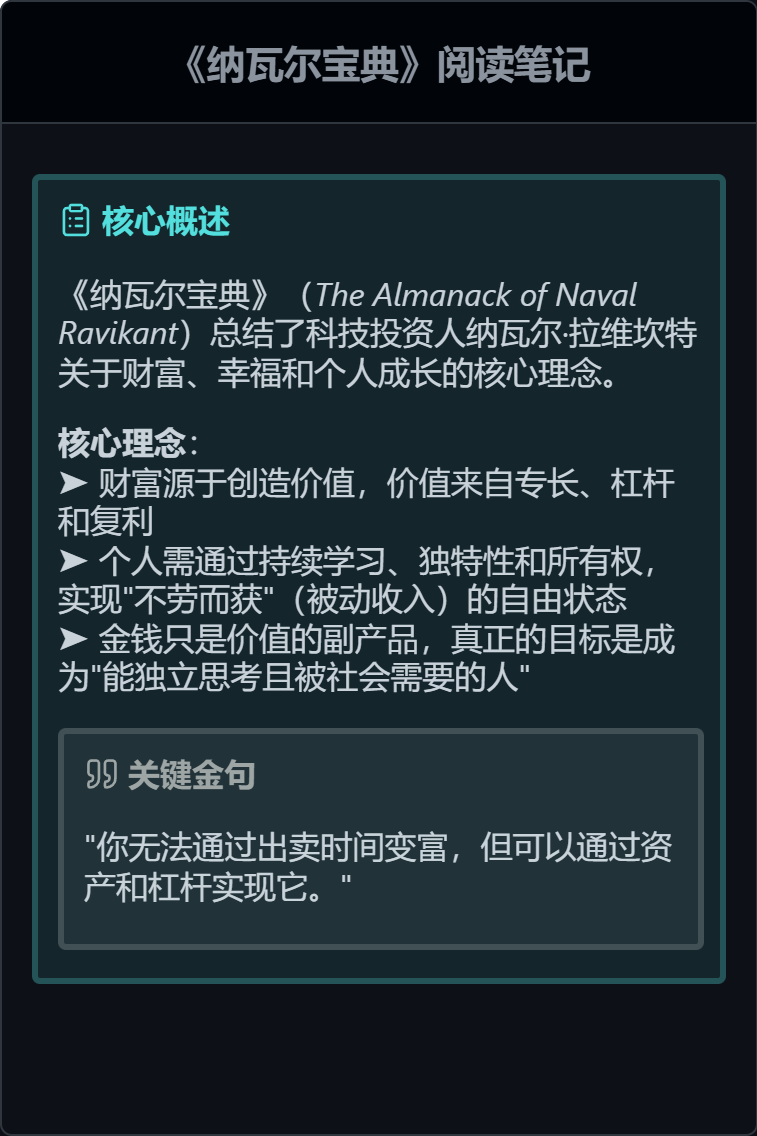 《纳瓦尔宝典》阅读笔记
核心概述
《纳瓦尔宝典》（The Almanack of Naval
Ravikant）总结了科技投资人纳瓦尔·拉维坎特
关于财富、幸福和个人成长的核心理念。
核心理念：
➤ 财富源于创造价值，价值来自专长、杠杆
和复利
➤ 个人需通过持续学习、独特性和所有权，
实现"不劳而获"（被动收入）的自由状态
➤ 金钱只是价值的副产品，真正的目标是成
为"能独立思考且被社会需要的人"
关键金句
"你无法通过出卖时间变富，但可以通过资
产和杠杆实现它。"